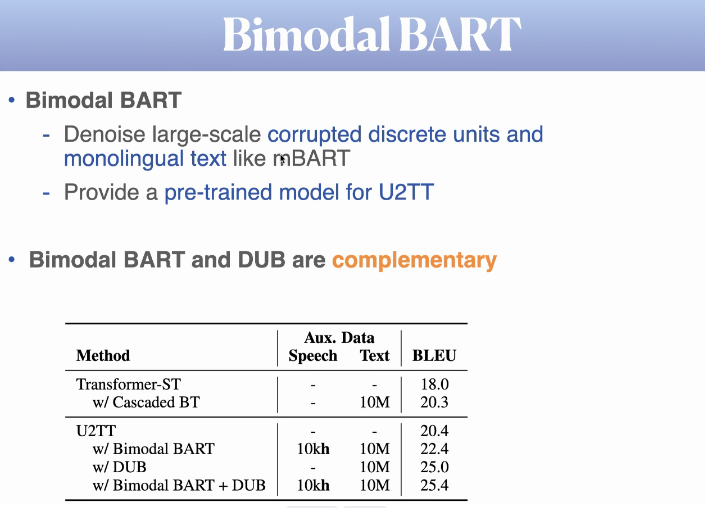 Bimodal BART
• Bimodal BART
- Denoise large-scale corrupted discrete units and
monolingual text like mBART
- Provide a pre-trained model for U2TT
• Bimodal BART and DUB are complementary
Aux. Data
Method Speech Text BLEU
Transformer-ST - - 18.0
w/ Cascaded BT - 10M 20.3
U2TT - - 20.4
w/ Bimodal BART 10kh 10M 22.4
w/ DUB - 10M 25.0
w/ Bimodal BART + DUB 10kh 10M 25.4